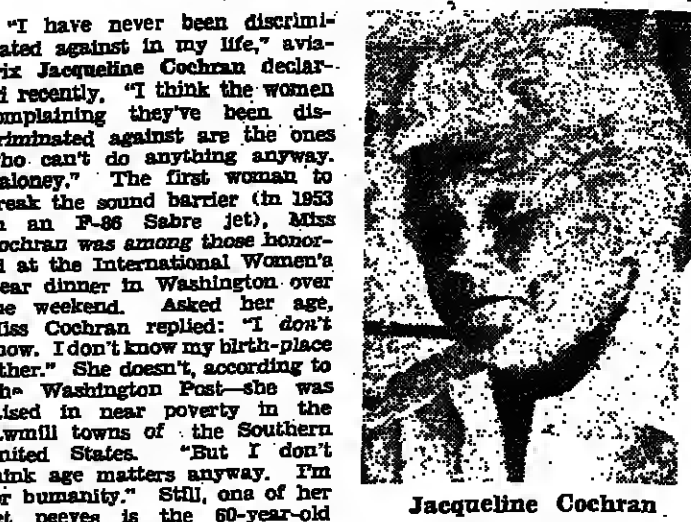 "I have never been discrimi-
ated against in my life," avia-
rix Jacqueline Cochran declar-
d recently. "I think the women
omplaining they've been dis-
riminated against are the ones
ho can't do anything anyway.
aloney." The first woman to
reak the sound barrier (in 1953
n an F-86 Sabre jet), Miss
ochran was among those honor-
d at the International Women's
ear dinner in Washington over
he weekend. Asked her age,
iss Cochran replied: "I don't
now. I don't know my birth-place
ther." She doesn't, according to
he Washington Post—she was
ised in near poverty in the
wmill towns of the Southern
nited States. "But I don't
hink age matters anyway. I'm
or humanity." Still, one of her
et peeves is the 60-year-old
Jacqueline Cochran